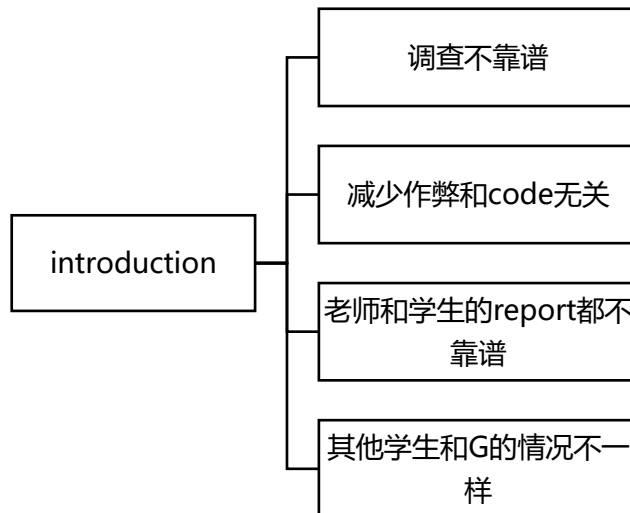 调查不靠谱
减少作弊和code无关
introduction
老师和学生的report都不
靠谱
其他学生和G的情况不一
样